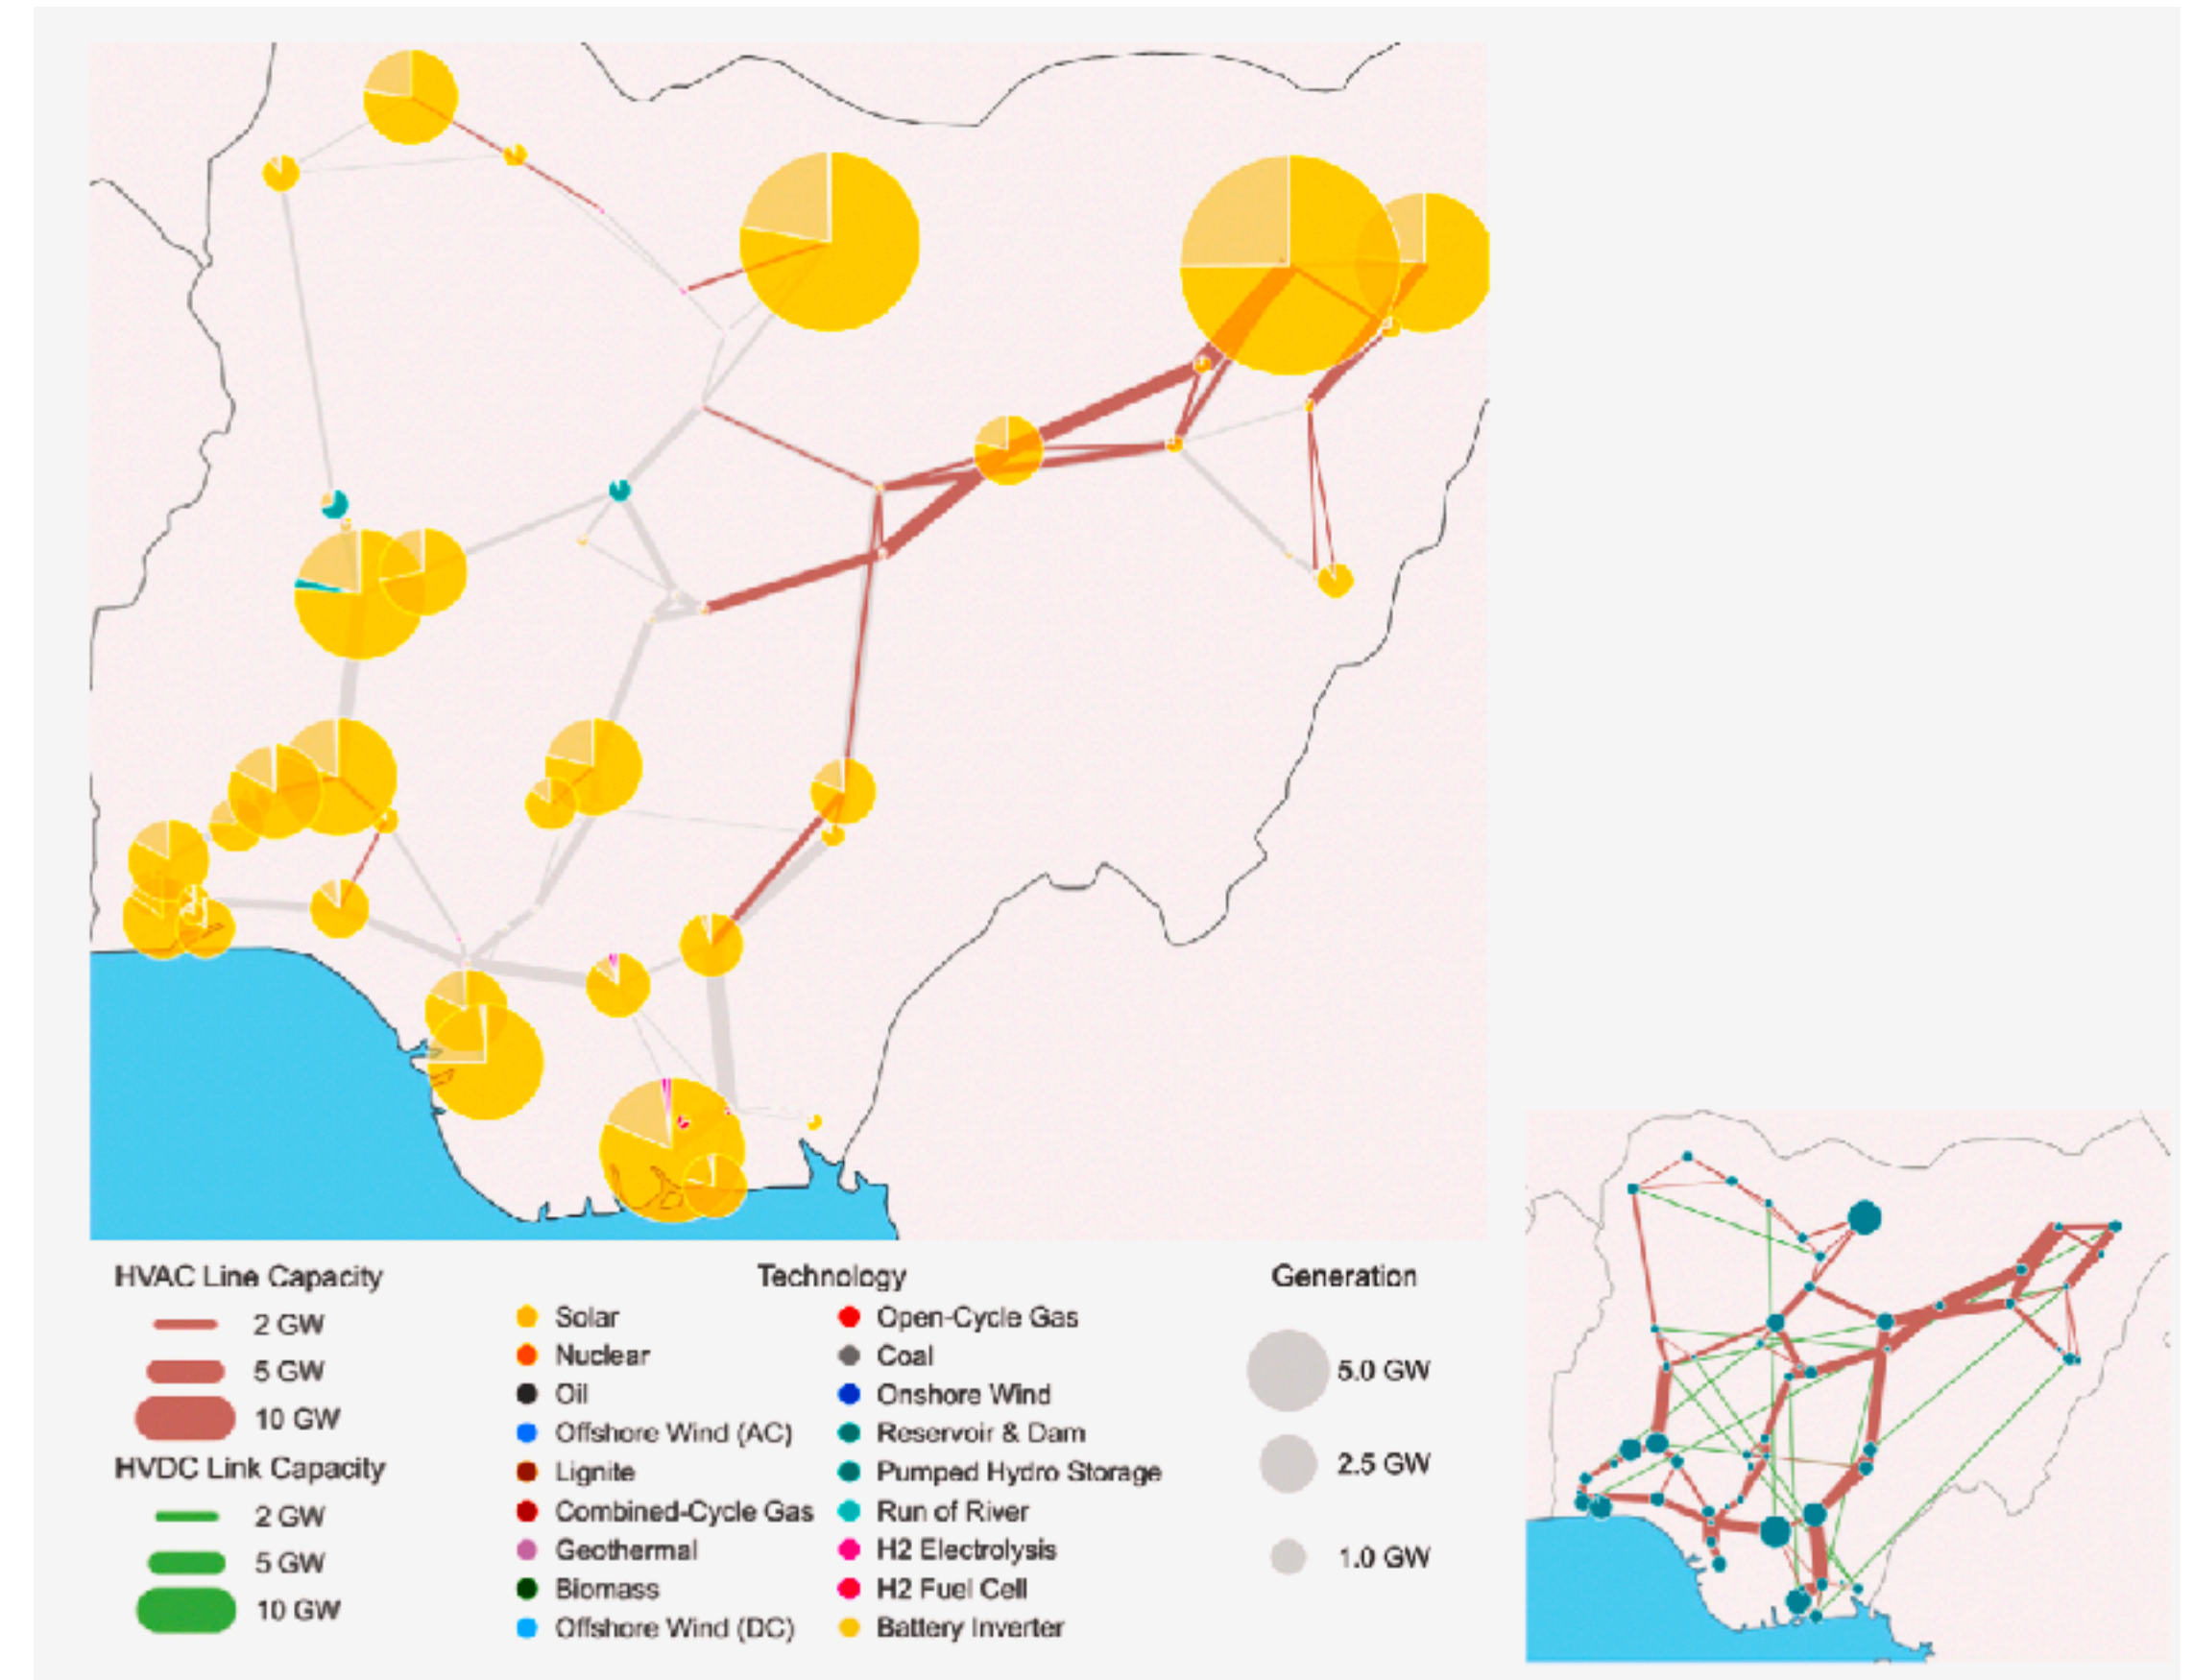 HVAC Line Capacity
2 GW
5 GW
10 GW
HVDC Link Capacity
2 GW
5 GW
10 GW
Technology
Solar
Nuclear
Oil
Offshore Wind (AC)
Lignite
Combined-Cycle Gas
Geothermal
Biomass
Offshore Wind (DC)
Open-Cycle Gas
Coal
Onshore Wind
Reservoir & Dam
Pumped Hydro Storage
Run of River
H2 Electrolysis
H2 Fuel Cell
Battery Inverter
Generation
5.0 GW
2.5 GW
1.0 GW